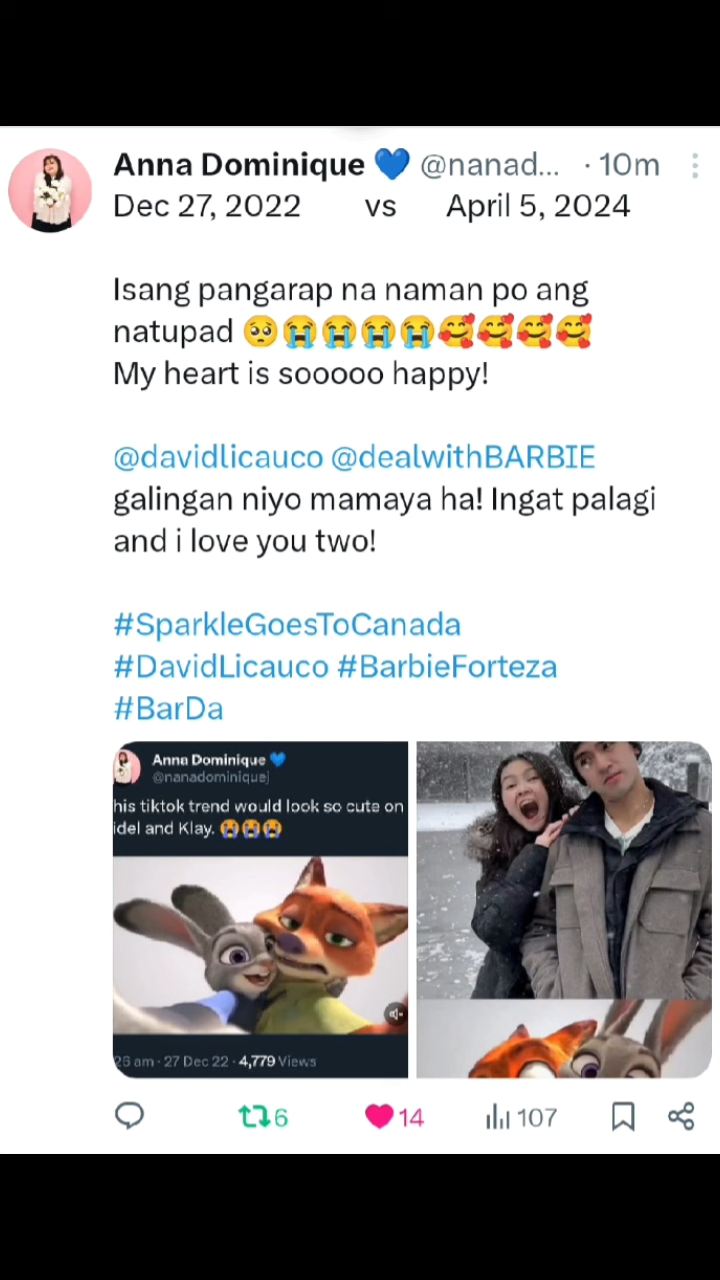 Anna Dominique 💙 @nanad... · 10m
Dec 27, 2022 vs April 5, 2024
Isang pangarap na naman po ang
natupad 🥺😭😭😭😭🥰🥰🥰🥰
My heart is sooooo happy!
@davidlicauco @dealwithBARBIE
galingan niyo mamaya ha! Ingat palagi
and i love you two!
#SparkleGoesToCanada
#DavidLicauco #BarbieForteza
#BarDa
Anna Dominique 💙
@nanadominiquej
his tiktok trend would look so cute on
idel and Klay. 😭😭😭
26 am · 27 Dec 22 · 4,779 Views
6 14 107